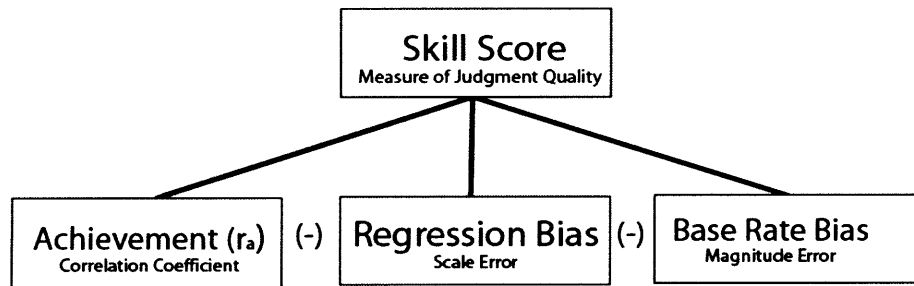 Skill Score
Measure of Judgment Quality
Achievement (rₐ) (-) Regression Bias (-) Base Rate Bias
Correlation Coefficient Scale Error Magnitude Error